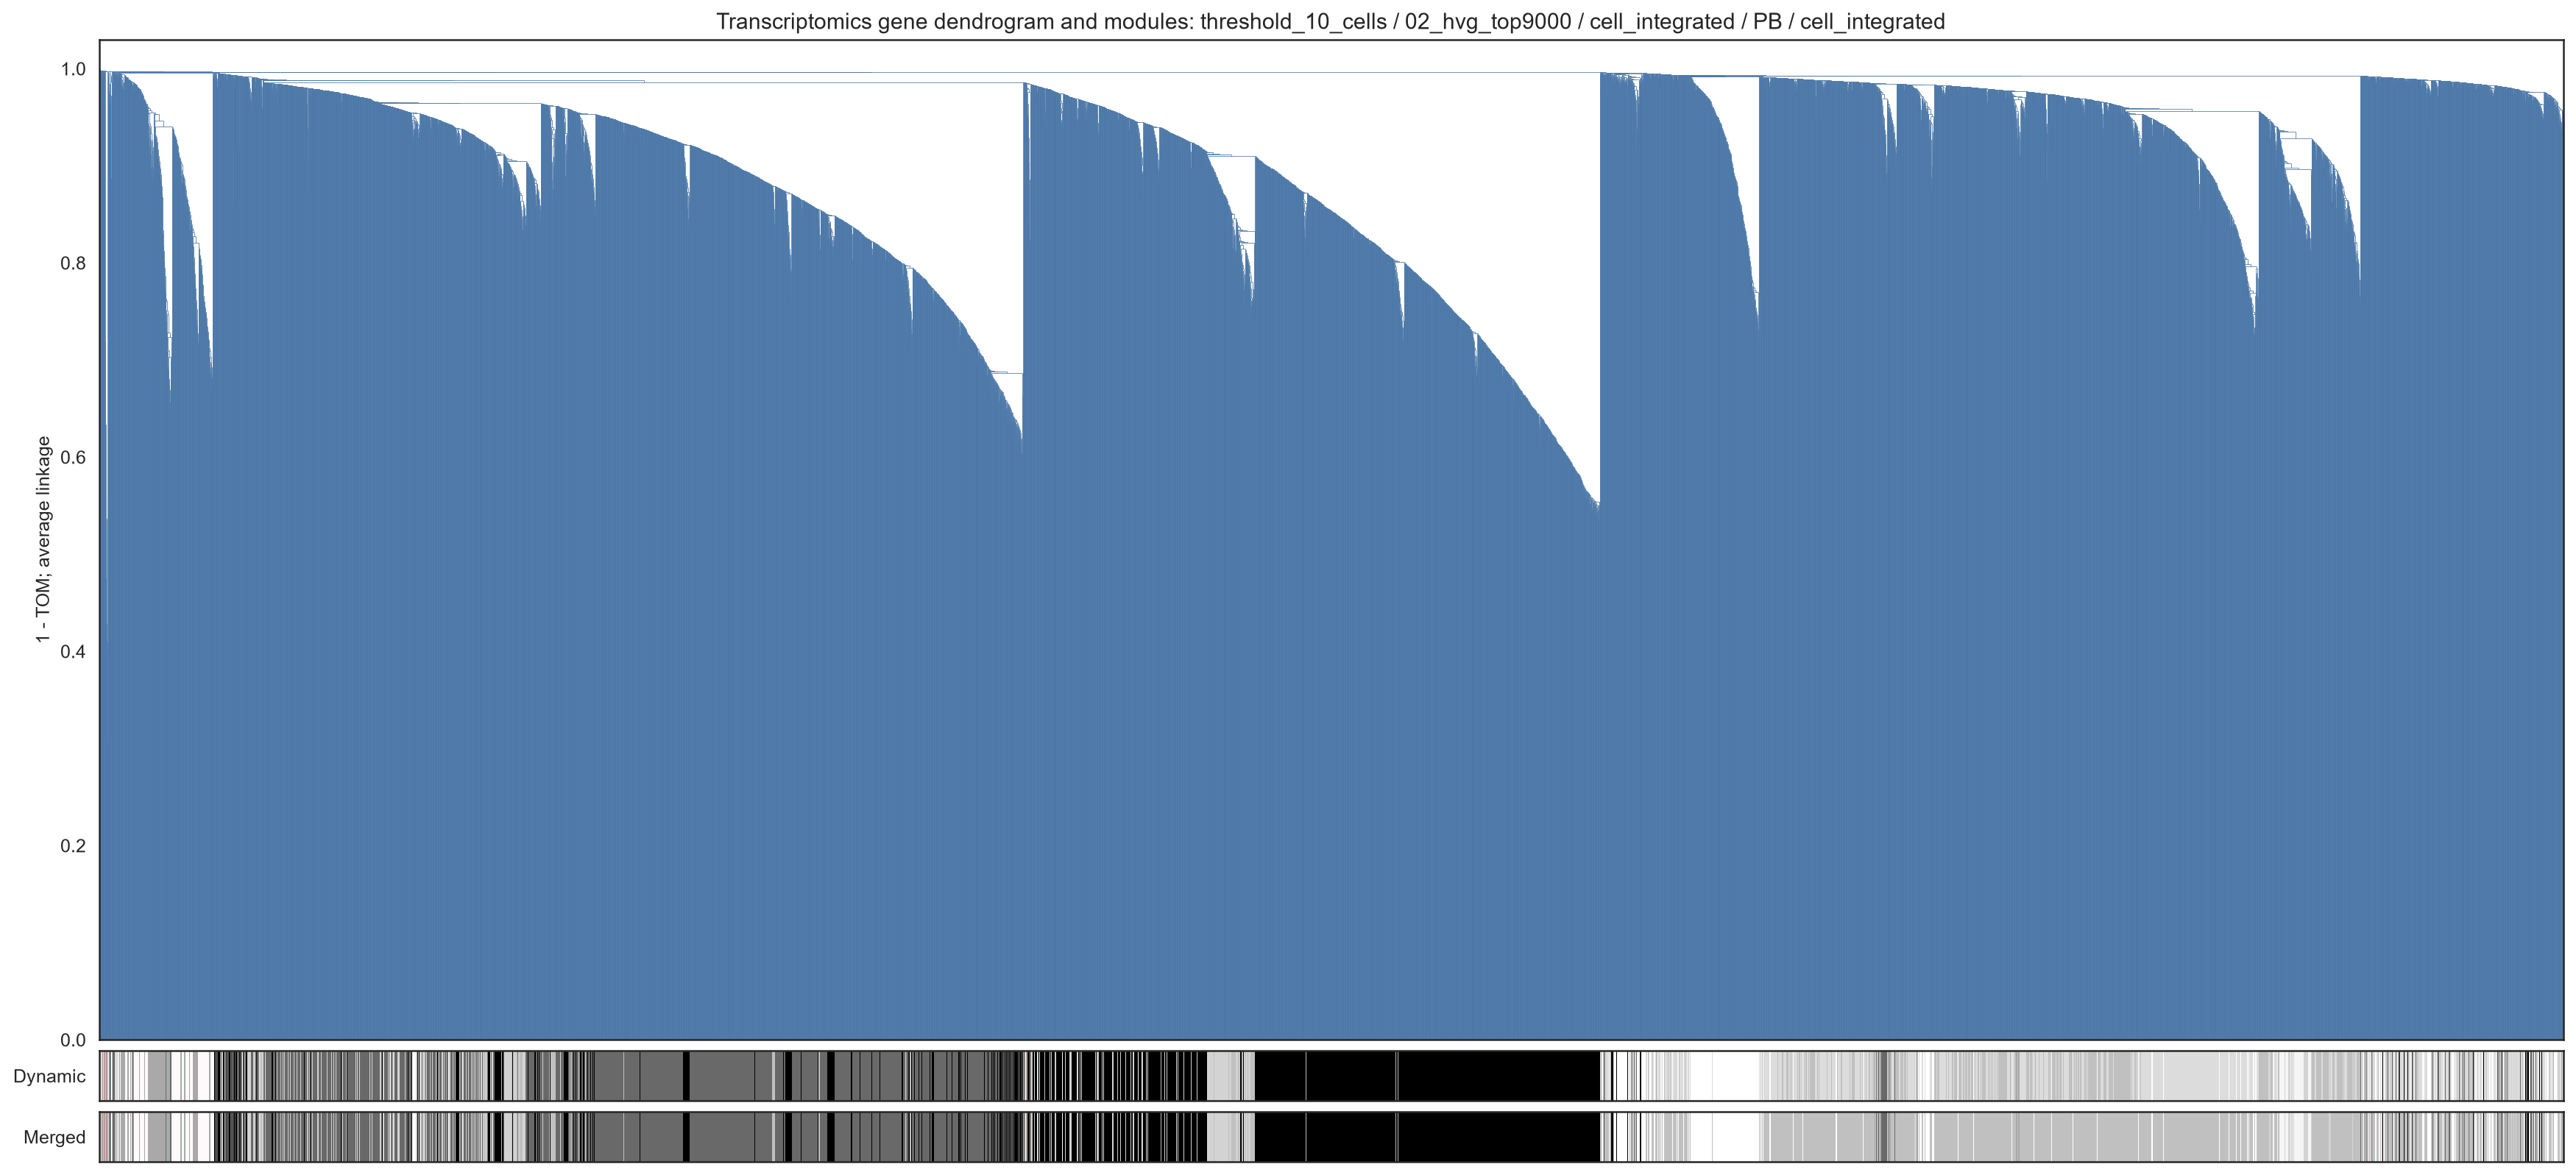 Transcriptomics gene dendrogram and modules: threshold_10_cells / 02_hvg_top9000 / cell_integrated / PB / cell_integrated
1 - TOM; average linkage
1.0
0.8
0.6
0.4
0.2
0.0
Dynamic
Merged